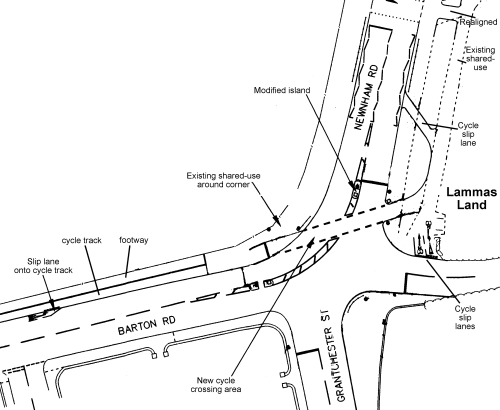 Realigned
Existing
shared-
use
Modified island
NEWNHAM RD
Cycle
slip
lane
Existing shared-use
around corner
Lammas
Land
cycle track
footway
Slip lane
onto cycle track
BARTON RD
GRANTCHESTER ST
Cycle
slip
lanes
New cycle
crossing area